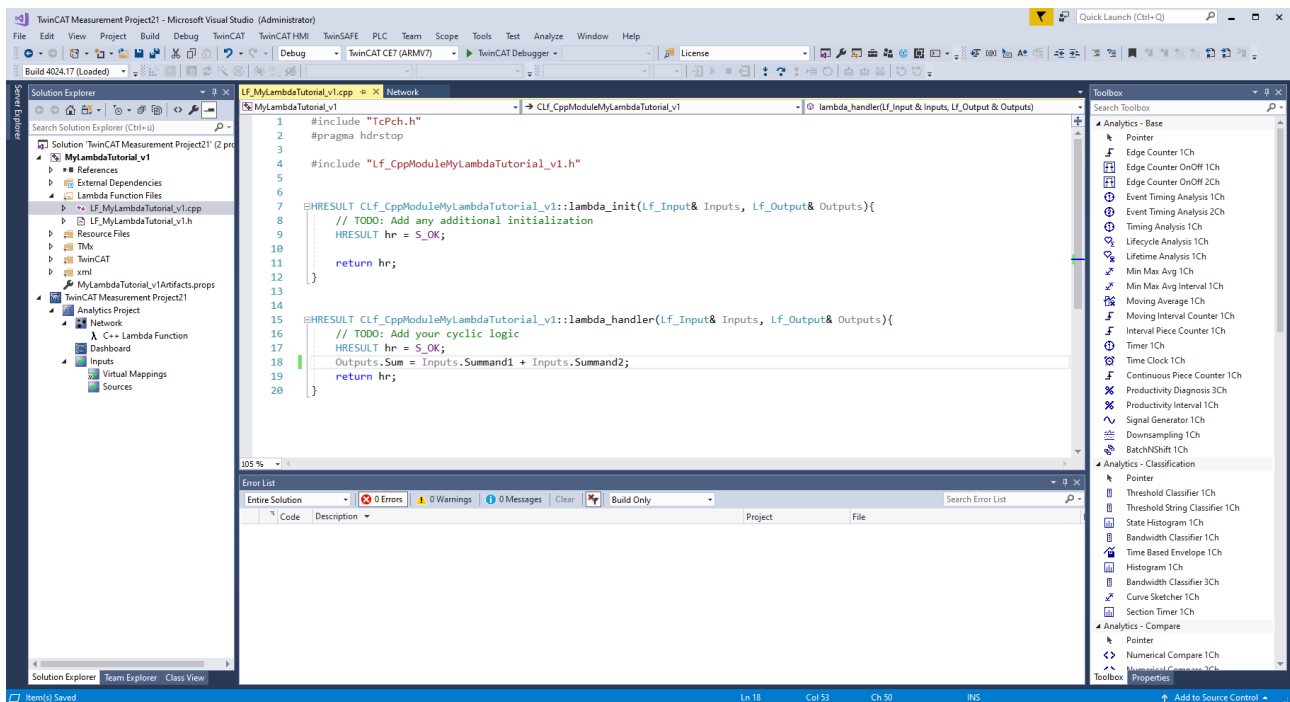 TwinCAT Measurement Project21 - Microsoft Visual Studio (Administrator)
Quick Launch (Ctrl+Q)
File Edit View Project Build Debug TwinCAT TwinCAT HMI TwinSAFE PLC Team Scope Tools Test Analyze Window Help
Debug TwinCAT CE7 (ARMV7) TwinCAT Debugger License
Build 4024.17 (Loaded)
Server Explorer
Solution Explorer
Search Solution Explorer (Ctrl+ü)
Solution 'TwinCAT Measurement Project21' (2 pro
MyLambdaTutorial_v1
References
External Dependencies
Lambda Function Files
LF_MyLambdaTutorial_v1.cpp
LF_MyLambdaTutorial_v1.h
Resource Files
TMx
TwinCAT
xml
MyLambdaTutorial_v1Artifacts.props
TwinCAT Measurement Project21
Analytics Project
Network
C++ Lambda Function
Dashboard
Inputs
Virtual Mappings
Sources
Solution Explorer Team Explorer Class View
LF_MyLambdaTutorial_v1.cpp Network
MyLambdaTutorial_v1 CLf_CppModuleMyLambdaTutorial_v1 lambda_handler(Lf_Input & Inputs, Lf_Output & Outputs)
1 #include "TcPch.h"
2 #pragma hdrstop
3
4 #include "Lf_CppModuleMyLambdaTutorial_v1.h"
5
6
7 HRESULT CLf_CppModuleMyLambdaTutorial_v1::lambda_init(Lf_Input& Inputs, Lf_Output& Outputs){
8 // TODO: Add any additional initialization
9 HRESULT hr = S_OK;
10
11 return hr;
12 }
13
14
15 HRESULT CLf_CppModuleMyLambdaTutorial_v1::lambda_handler(Lf_Input& Inputs, Lf_Output& Outputs){
16 // TODO: Add your cyclic logic
17 HRESULT hr = S_OK;
18 Outputs.Sum = Inputs.Summand1 + Inputs.Summand2;
19 return hr;
20 }
105 %
Error List
Entire Solution 0 Errors 0 Warnings 0 Messages Clear Build Only Search Error List
Code Description Project File
Toolbox
Search Toolbox
Analytics - Base
Pointer
Edge Counter 1Ch
Edge Counter OnOff 1Ch
Edge Counter OnOff 2Ch
Event Timing Analysis 1Ch
Event Timing Analysis 2Ch
Timing Analysis 1Ch
Lifecycle Analysis 1Ch
Lifetime Analysis 1Ch
Min Max Avg 1Ch
Min Max Avg Interval 1Ch
Moving Average 1Ch
Moving Interval Counter 1Ch
Interval Piece Counter 1Ch
Timer 1Ch
Time Clock 1Ch
Continuous Piece Counter 1Ch
Productivity Diagnosis 3Ch
Productivity Interval 1Ch
Signal Generator 1Ch
Downsampling 1Ch
BatchNShift 1Ch
Analytics - Classification
Pointer
Threshold Classifier 1Ch
Threshold String Classifier 1Ch
State Histogram 1Ch
Bandwidth Classifier 1Ch
Time Based Envelope 1Ch
Histogram 1Ch
Bandwidth Classifier 3Ch
Curve Sketcher 1Ch
Section Timer 1Ch
Analytics - Compare
Pointer
Numerical Compare 1Ch
Numerical Compare 2Ch
Toolbox Properties
Item(s) Saved Ln 18 Col 53 Ch 50 INS Add to Source Control